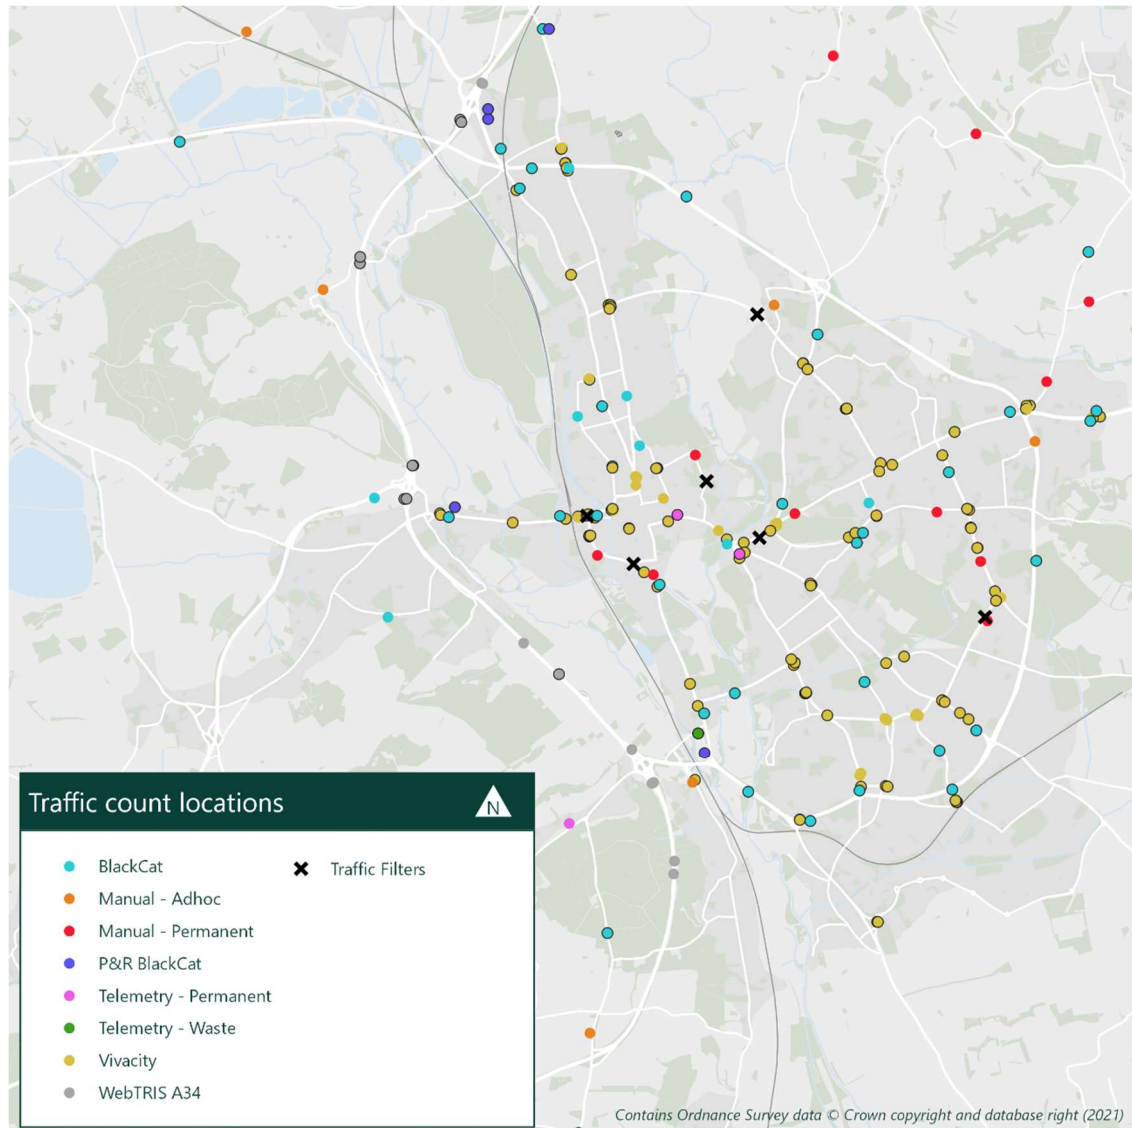 Traffic count locations
N
BlackCat
Traffic Filters
Manual - Adhoc
Manual - Permanent
P&R BlackCat
Telemetry - Permanent
Telemetry - Waste
Vivacity
WebTRIS A34
Contains Ordnance Survey data © Crown copyright and database right (2021)